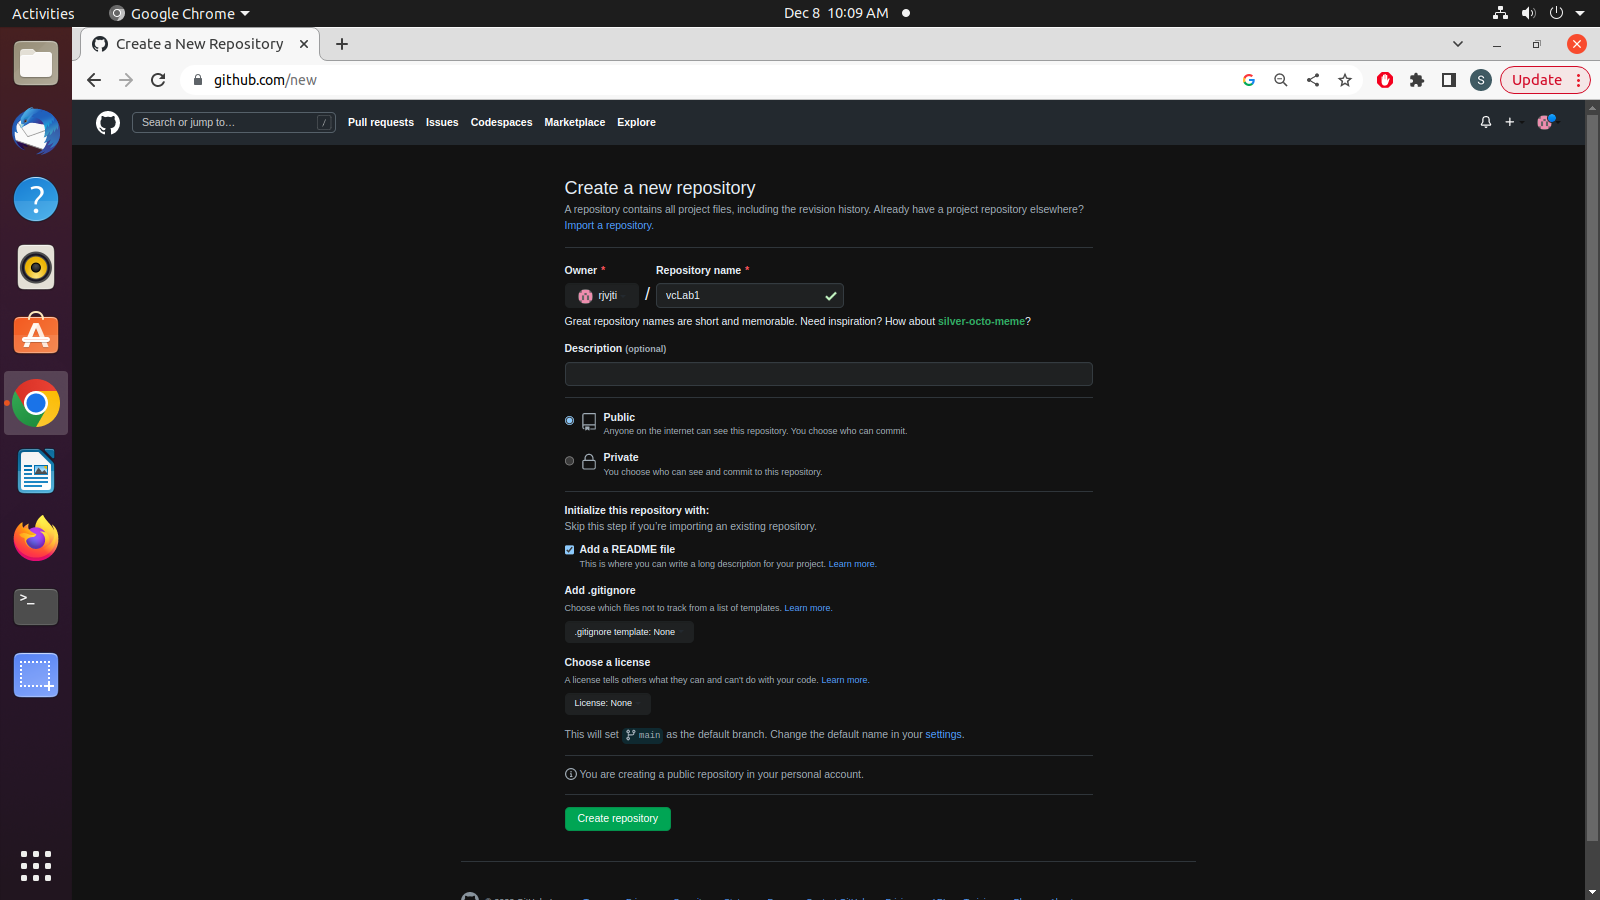 Activities
Google Chrome
Dec 8 10:09 AM
Create a New Repository
github.com/new
S
Update
Search or jump to…
/
Pull requests
Issues
Codespaces
Marketplace
Explore
Create a new repository
A repository contains all project files, including the revision history. Already have a project repository elsewhere?
Import a repository.
Owner *
Repository name *
rjvjti
/
vcLab1
Great repository names are short and memorable. Need inspiration? How about silver-octo-meme?
Description (optional)
Public
Anyone on the internet can see this repository. You choose who can commit.
Private
You choose who can see and commit to this repository.
Initialize this repository with:
Skip this step if you're importing an existing repository.
Add a README file
This is where you can write a long description for your project. Learn more.
Add .gitignore
Choose which files not to track from a list of templates. Learn more.
.gitignore template: None
Choose a license
A license tells others what they can and can't do with your code. Learn more.
License: None
This will set main as the default branch. Change the default name in your settings.
You are creating a public repository in your personal account.
Create repository